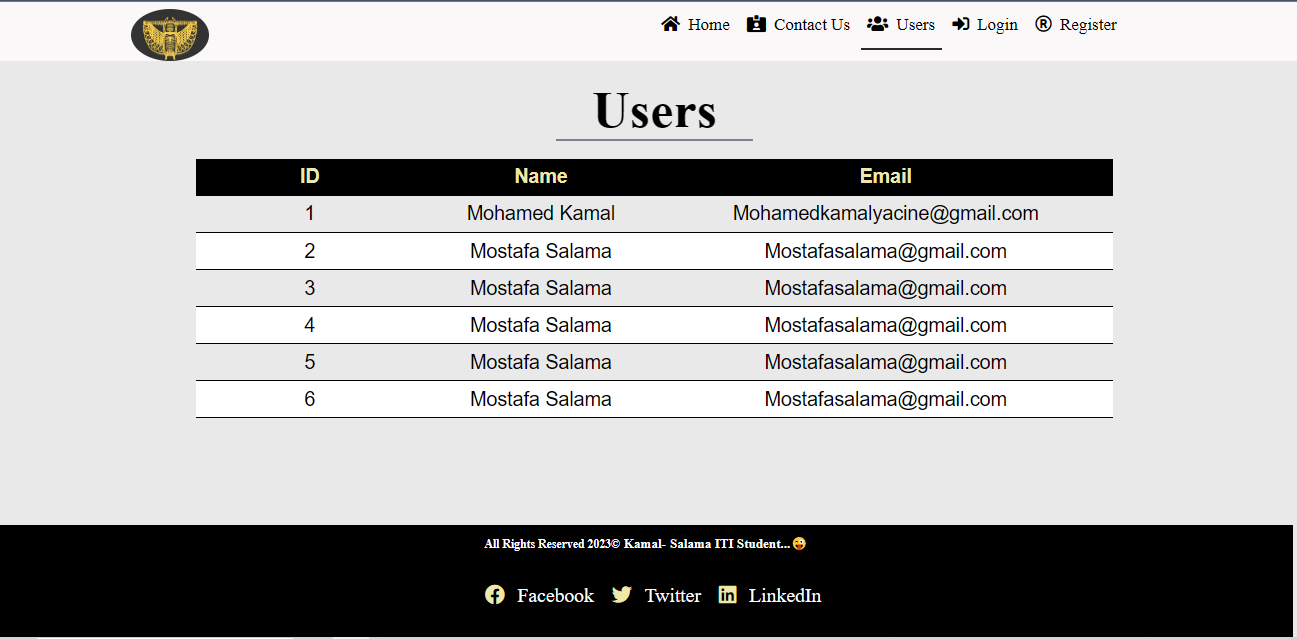 Home Contact Us Users Login Register
Users
ID Name Email
1 Mohamed Kamal Mohamedkamalyacine@gmail.com
2 Mostafa Salama Mostafasalama@gmail.com
3 Mostafa Salama Mostafasalama@gmail.com
4 Mostafa Salama Mostafasalama@gmail.com
5 Mostafa Salama Mostafasalama@gmail.com
6 Mostafa Salama Mostafasalama@gmail.com
All Rights Reserved 2023© Kamal- Salama ITI Student...😜
Facebook Twitter LinkedIn